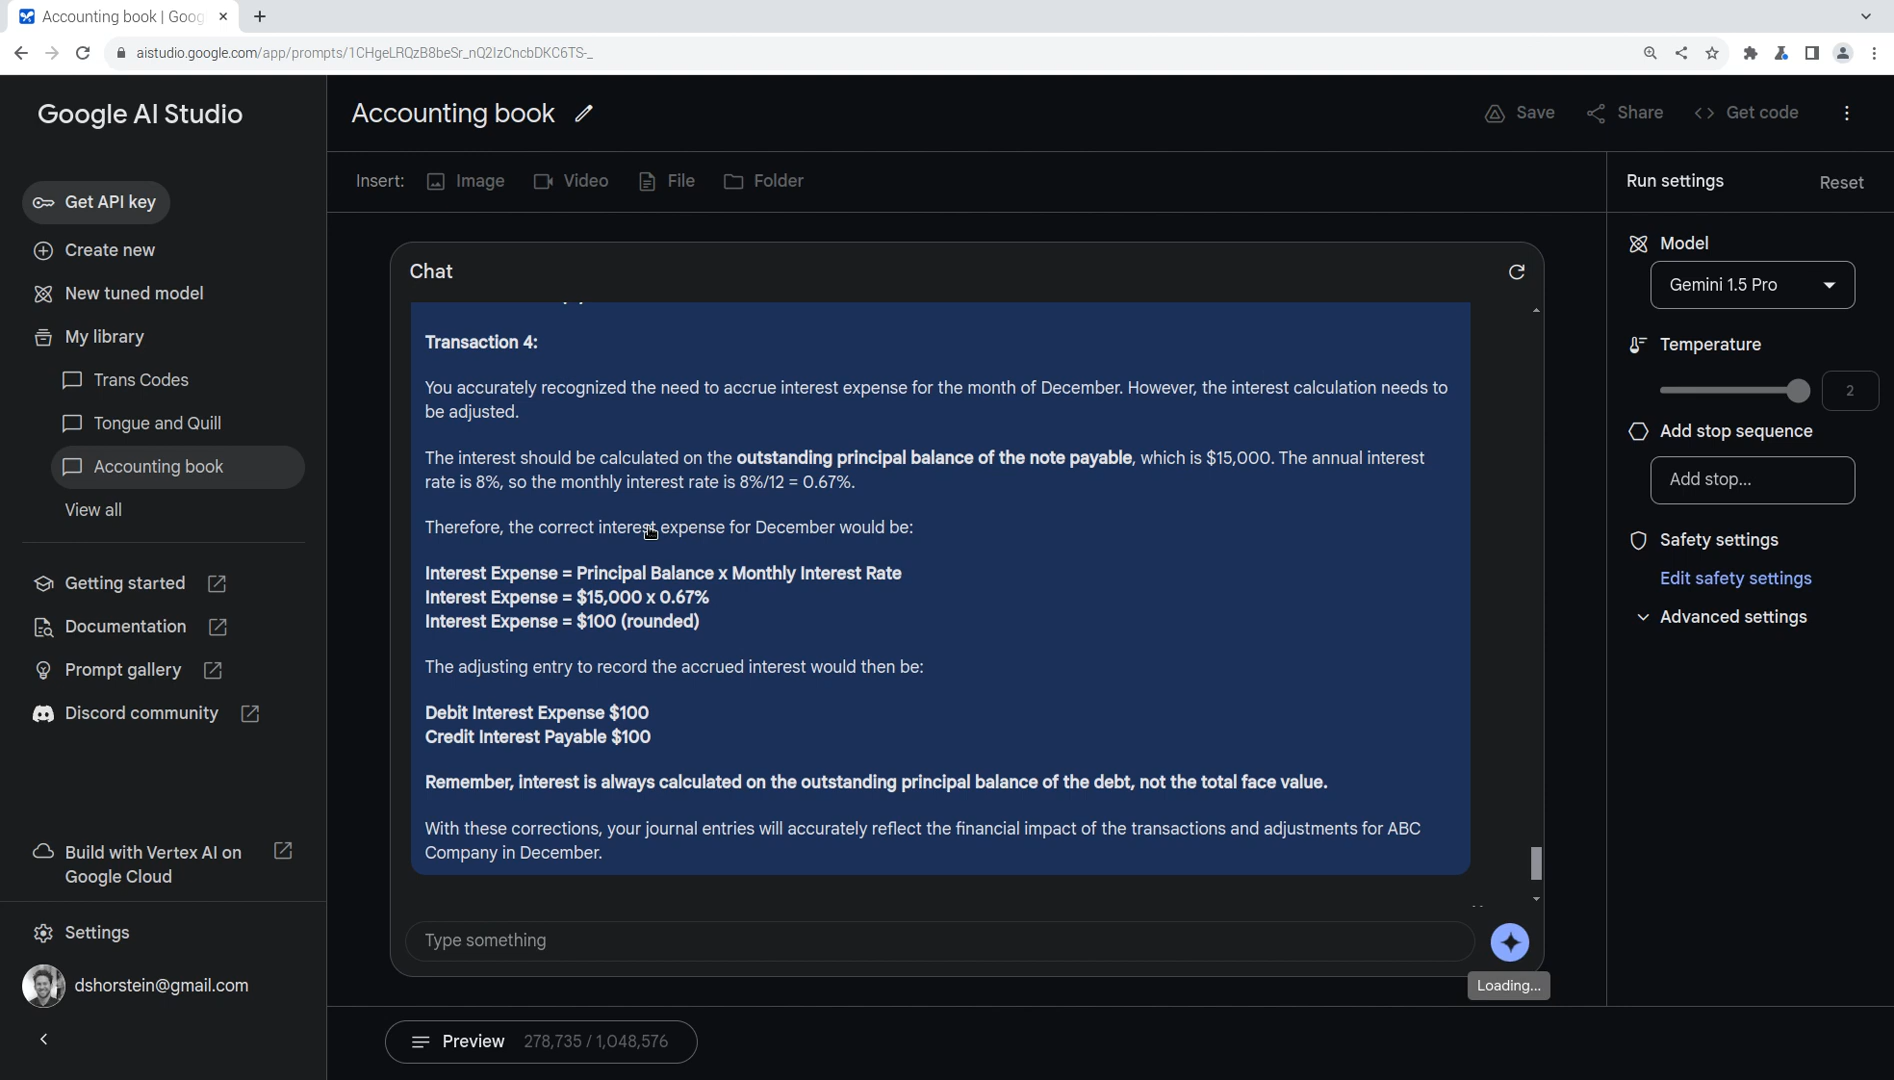 Accounting book | Goog
aistudio.google.com/app/prompts/1CHgeLRQzB8beSr_nQ2IzCncbDKC6TS-_
Google AI Studio
Get API key
Create new
New tuned model
My library
Trans Codes
Tongue and Quill
Accounting book
View all
Getting started
Documentation
Prompt gallery
Discord community
Build with Vertex AI on
Google Cloud
Settings
dshorstein@gmail.com
Accounting book
Save
Share
Get code
Insert:
Image
Video
File
Folder
Chat
Transaction 4:
You accurately recognized the need to accrue interest expense for the month of December. However, the interest calculation needs to
be adjusted.
The interest should be calculated on the outstanding principal balance of the note payable, which is $15,000. The annual interest
rate is 8%, so the monthly interest rate is 8%/12 = 0.67%.
Therefore, the correct interest expense for December would be:
Interest Expense = Principal Balance x Monthly Interest Rate
Interest Expense = $15,000 x 0.67%
Interest Expense = $100 (rounded)
The adjusting entry to record the accrued interest would then be:
Debit Interest Expense $100
Credit Interest Payable $100
Remember, interest is always calculated on the outstanding principal balance of the debt, not the total face value.
With these corrections, your journal entries will accurately reflect the financial impact of the transactions and adjustments for ABC
Company in December.
Type something
Loading...
Preview 278,735 / 1,048,576
Run settings
Reset
Model
Gemini 1.5 Pro
Temperature
2
Add stop sequence
Add stop...
Safety settings
Edit safety settings
Advanced settings